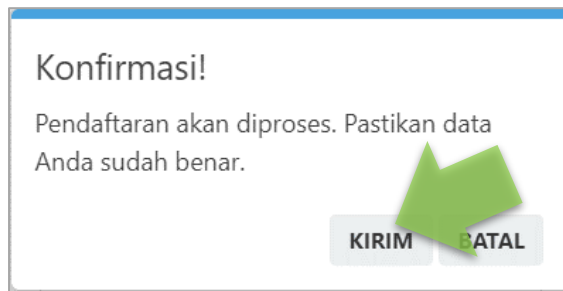 Konfirmasi!
Pendaftaran akan diproses. Pastikan data
Anda sudah benar.
KIRIM BATAL